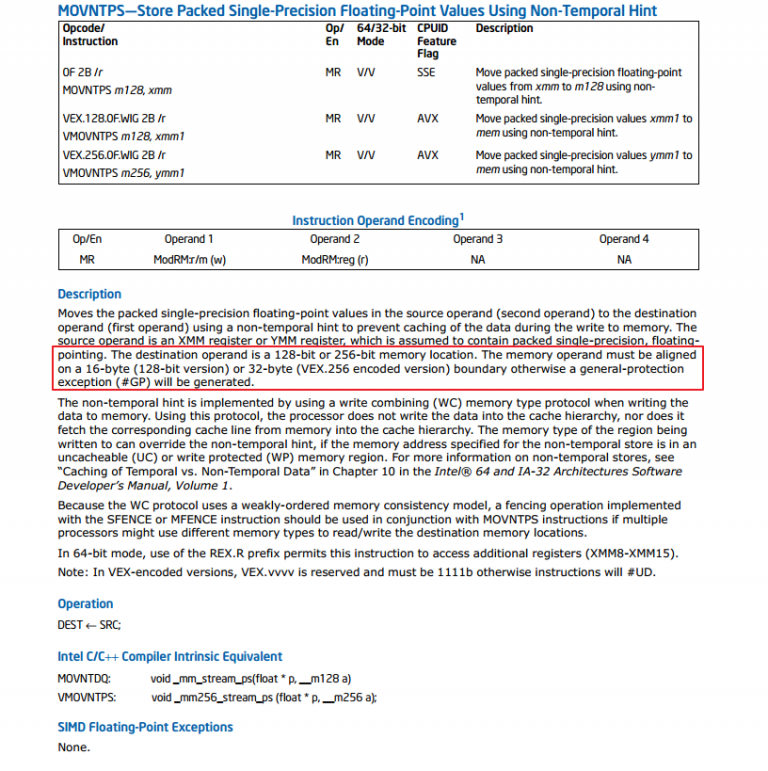 MOVNTPS—Store Packed Single-Precision Floating-Point Values Using Non-Temporal Hint
Opcode/ Op/ 64/32-bit CPUID Description
Instruction En Mode Feature
Flag
0F 2B /r MR V/V SSE Move packed single-precision floating-point
MOVNTPS m128, xmm values from xmm to m128 using non-
temporal hint.
VEX.128.0F.WIG 2B /r MR V/V AVX Move packed single-precision values xmm1 to
VMOVNTPS m128, xmm1 mem using non-temporal hint.
VEX.256.0F.WIG 2B /r MR V/V AVX Move packed single-precision values ymm1 to
VMOVNTPS m256, ymm1 mem using non-temporal hint.
Instruction Operand Encoding1
Op/En Operand 1 Operand 2 Operand 3 Operand 4
MR ModRM:r/m (w) ModRM:reg (r) NA NA
Description
Moves the packed single-precision floating-point values in the source operand (second operand) to the destination
operand (first operand) using a non-temporal hint to prevent caching of the data during the write to memory. The
source operand is an XMM register or YMM register, which is assumed to contain packed single-precision, floating-
pointing. The destination operand is a 128-bit or 256-bit memory location. The memory operand must be aligned
on a 16-byte (128-bit version) or 32-byte (VEX.256 encoded version) boundary otherwise a general-protection
exception (#GP) will be generated.
The non-temporal hint is implemented by using a write combining (WC) memory type protocol when writing the
data to memory. Using this protocol, the processor does not write the data into the cache hierarchy, nor does it
fetch the corresponding cache line from memory into the cache hierarchy. The memory type of the region being
written to can override the non-temporal hint, if the memory address specified for the non-temporal store is in an
uncacheable (UC) or write protected (WP) memory region. For more information on non-temporal stores, see
“Caching of Temporal vs. Non-Temporal Data” in Chapter 10 in the Intel® 64 and IA-32 Architectures Software
Developer’s Manual, Volume 1.
Because the WC protocol uses a weakly-ordered memory consistency model, a fencing operation implemented
with the SFENCE or MFENCE instruction should be used in conjunction with MOVNTPS instructions if multiple
processors might use different memory types to read/write the destination memory locations.
In 64-bit mode, use of the REX.R prefix permits this instruction to access additional registers (XMM8-XMM15).
Note: In VEX-encoded versions, VEX.vvvv is reserved and must be 1111b otherwise instructions will #UD.
Operation
DEST ← SRC;
Intel C/C++ Compiler Intrinsic Equivalent
MOVNTDQ: void _mm_stream_ps(float * p, __m128 a)
VMOVNTPS: void _mm256_stream_ps (float * p, __m256 a);
SIMD Floating-Point Exceptions
None.